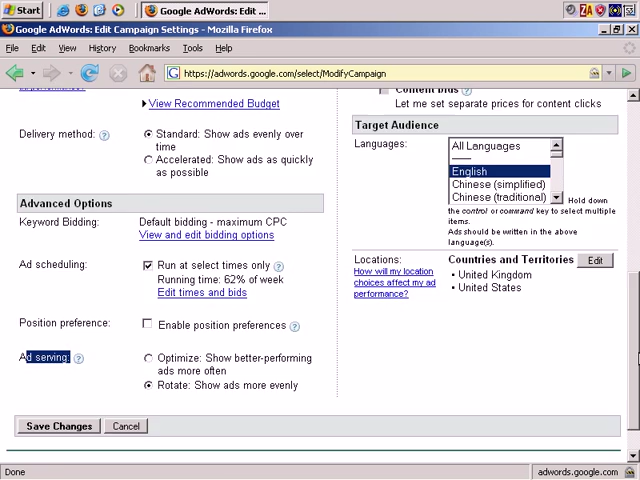 Start
Google AdWords: Edit ...
Google AdWords: Edit Campaign Settings - Mozilla Firefox
File Edit View History Bookmarks Tools Help
https://adwords.google.com/select/ModifyCampaign
View Recommended Budget
Delivery method: ?
Standard: Show ads evenly over
time
Accelerated: Show ads as quickly
as possible
Advanced Options
Keyword Bidding:
Default bidding - maximum CPC
View and edit bidding options
Ad scheduling:
Run at select times only ?
Running time: 62% of week
Edit times and bids
Position preference:
Enable position preferences ?
Ad serving: ?
Optimize: Show better-performing
ads more often
Rotate: Show ads more evenly
Save Changes Cancel
Content bids ?
Let me set separate prices for content clicks
Target Audience
Languages:
All Languages
-----
English
Chinese (simplified)
Chinese (traditional)
Hold down
the control or command key to select multiple
items.
Ads should be written in the above
language(s).
Locations:
How will my location
choices affect my ad
performance?
Countries and Territories Edit
• United Kingdom
• United States
Done
adwords.google.com